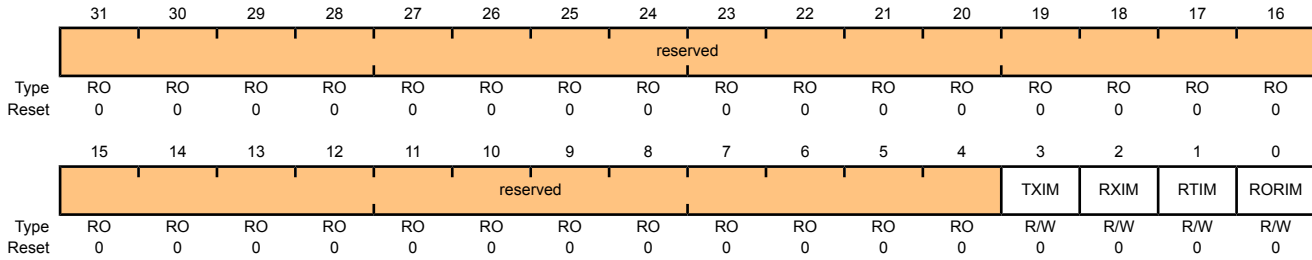 31 30 29 28 27 26 25 24 23 22 21 20 19 18 17 16
reserved
Type RO RO RO RO RO RO RO RO RO RO RO RO RO RO RO RO
Reset 0 0 0 0 0 0 0 0 0 0 0 0 0 0 0 0
15 14 13 12 11 10 9 8 7 6 5 4 3 2 1 0
reserved TXIM RXIM RTIM RORIM
Type RO RO RO RO RO RO RO RO RO RO RO RO R/W R/W R/W R/W
Reset 0 0 0 0 0 0 0 0 0 0 0 0 0 0 0 0